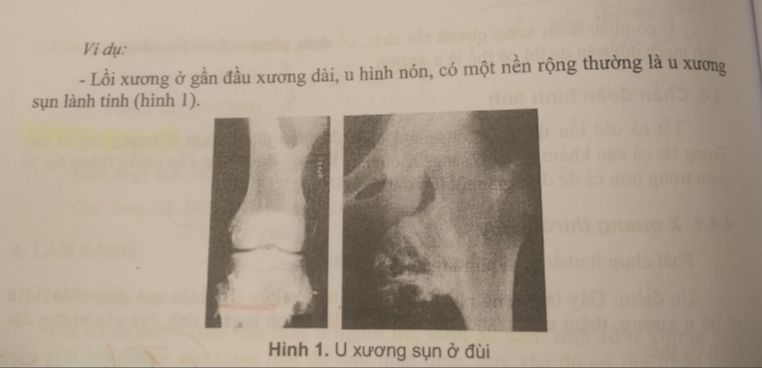 Ví dụ:
- Lồi xương ở gần đầu xương dài, u hình nón, có một nền rộng thường là u xương
sụn lành tính (hình 1).
Hình 1. U xương sụn ở đùi